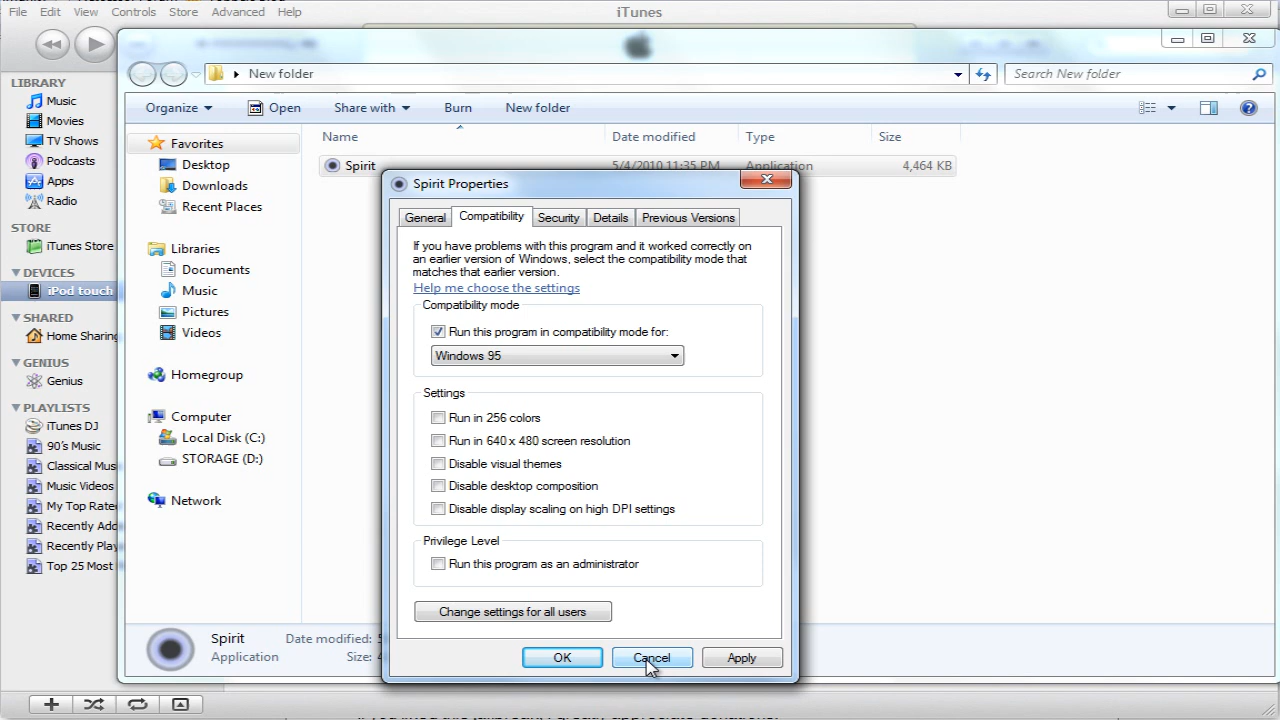 File Edit View Controls Store Advanced Help
iTunes
New folder
Search New folder
Organize Open Share with Burn New folder
Name Date modified Type Size
Spirit 5/4/2010 11:35 PM Application 4,464 KB
LIBRARY
Music
Movies
TV Shows
Podcasts
Apps
Radio
STORE
iTunes Store
DEVICES
iPod touch
SHARED
Home Sharing
GENIUS
Genius
PLAYLISTS
iTunes DJ
90's Music
Classical Mus
Music Videos
My Top Rate
Recently Add
Recently Play
Top 25 Most
Favorites
Desktop
Downloads
Recent Places
Libraries
Documents
Music
Pictures
Videos
Homegroup
Computer
Local Disk (C:)
STORAGE (D:)
Network
Spirit Properties
General Compatibility Security Details Previous Versions
If you have problems with this program and it worked correctly on
an earlier version of Windows, select the compatibility mode that
matches that earlier version.
Help me choose the settings
Compatibility mode
Run this program in compatibility mode for:
Windows 95
Settings
Run in 256 colors
Run in 640 x 480 screen resolution
Disable visual themes
Disable desktop composition
Disable display scaling on high DPI settings
Privilege Level
Run this program as an administrator
Change settings for all users
OK Cancel Apply
Spirit Date modified:
Application Size: